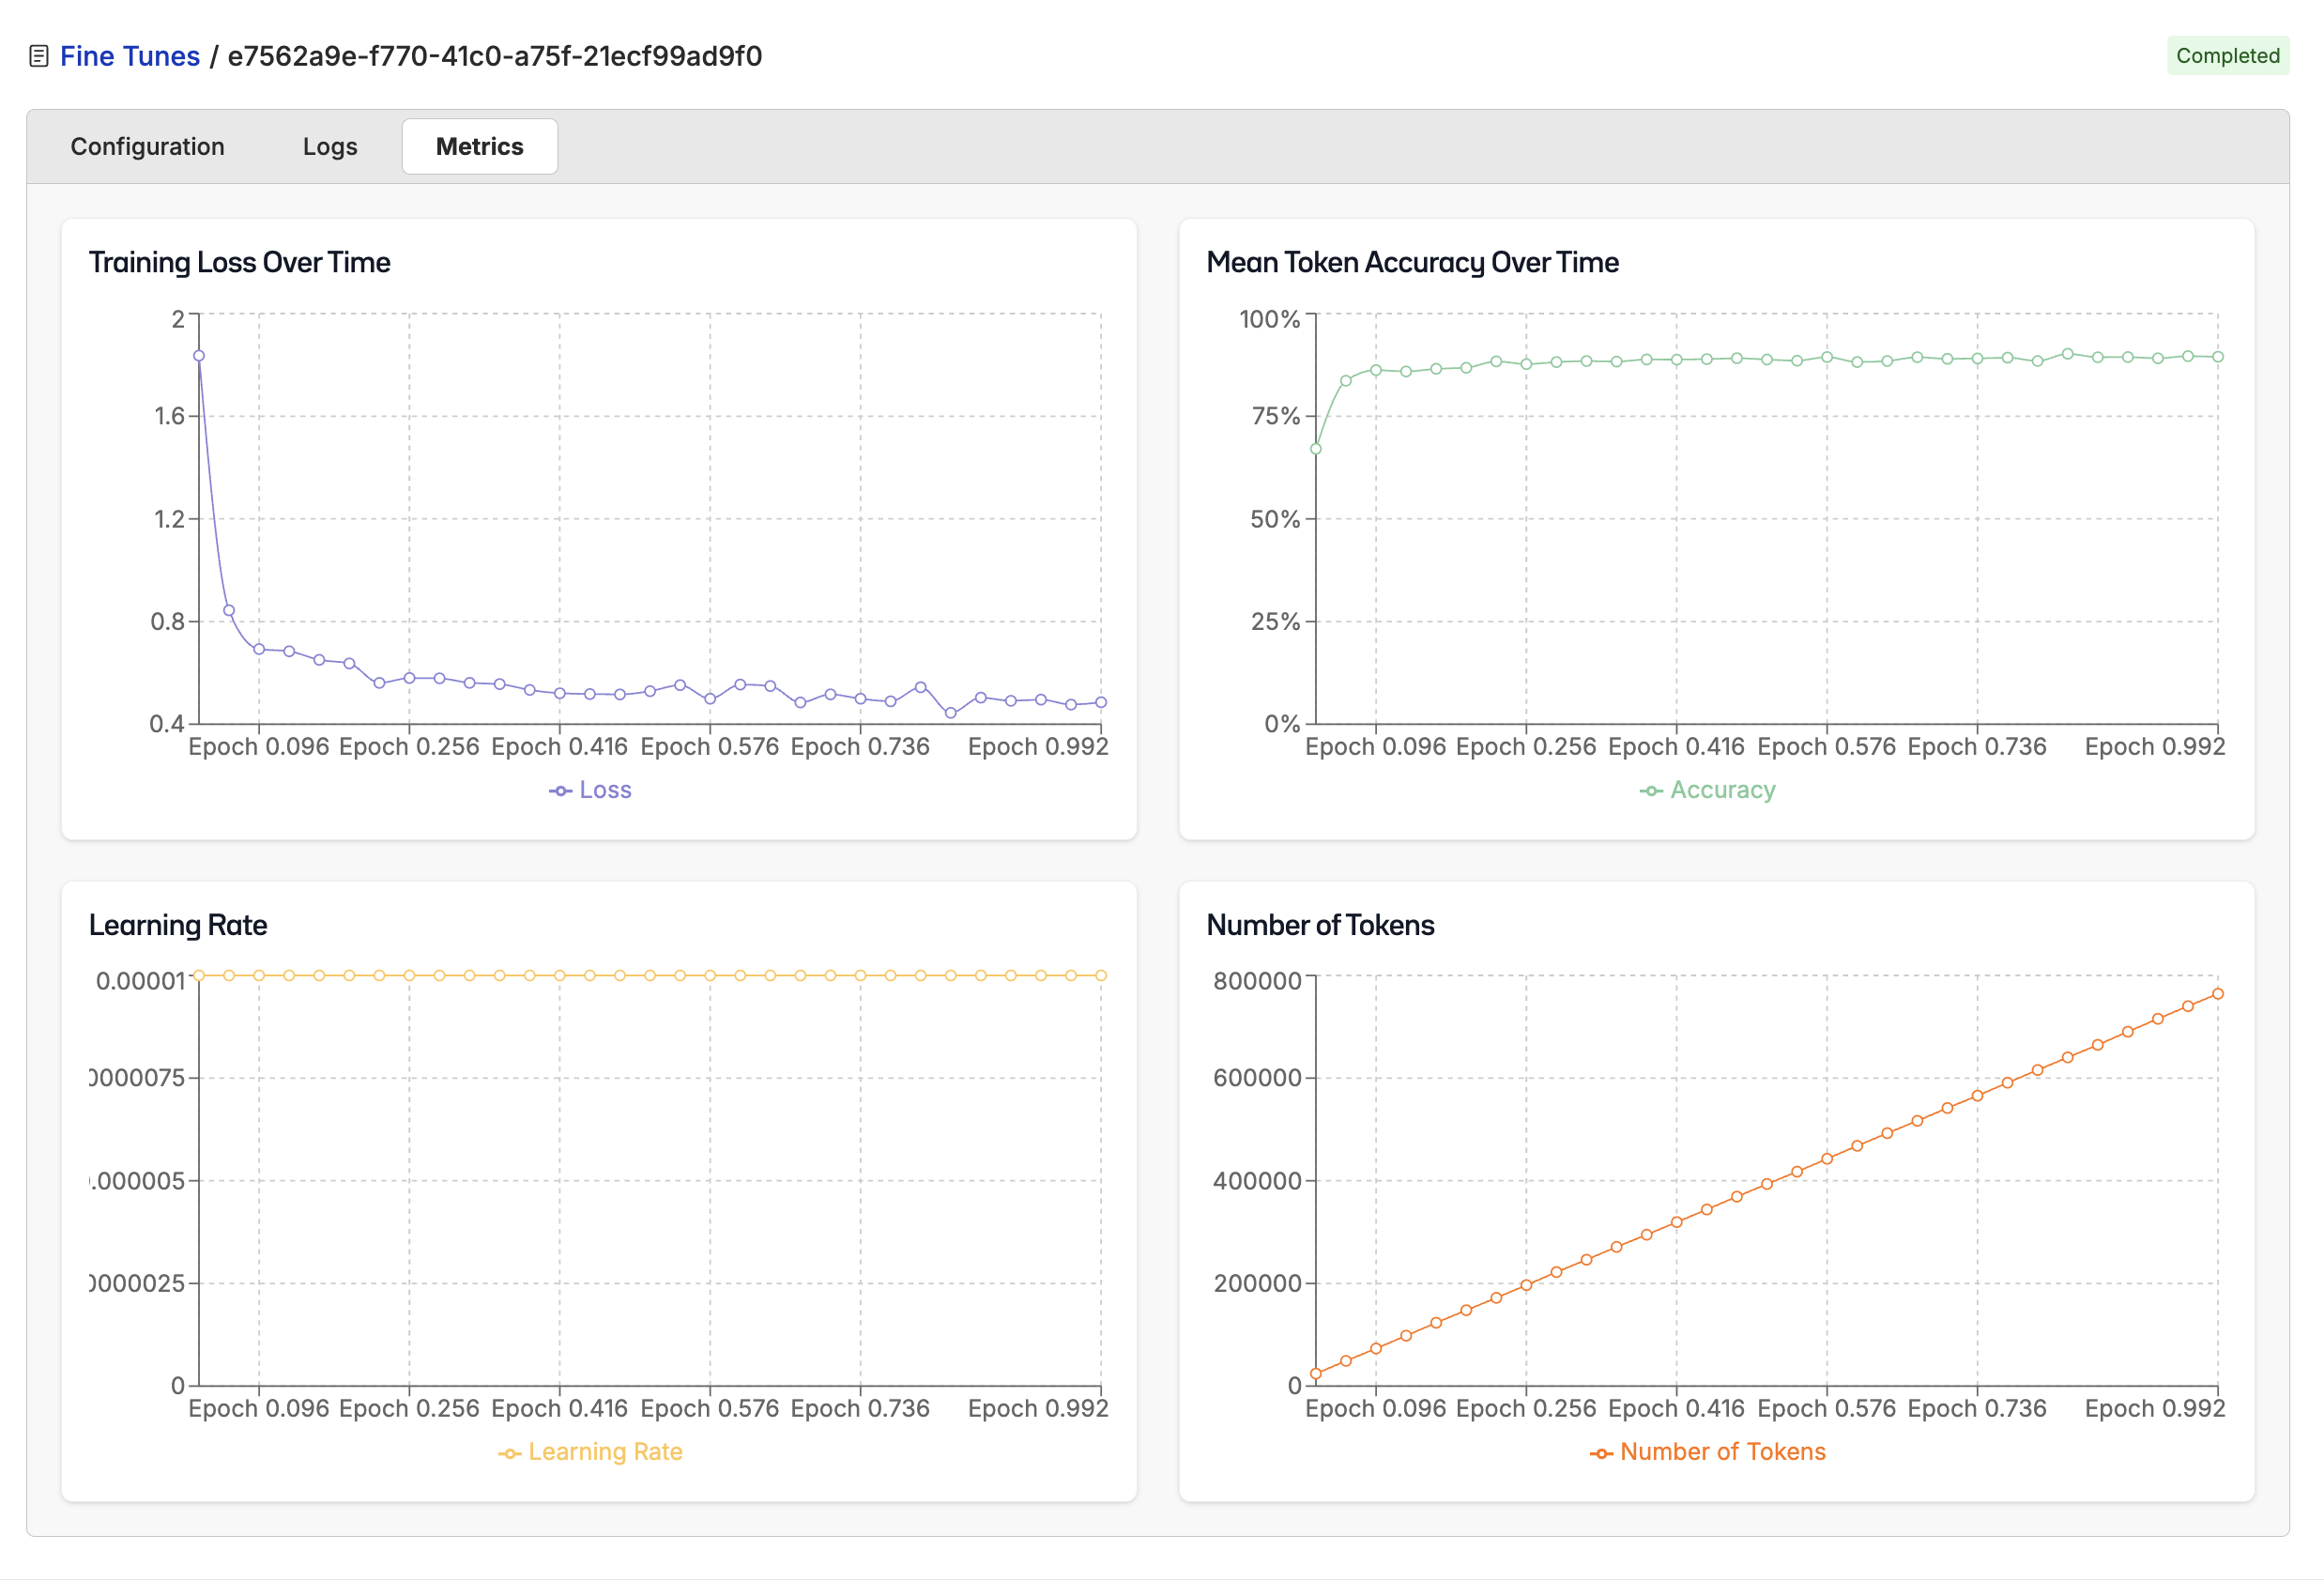 Fine Tunes / e7562a9e-f770-41c0-a75f-21ecf99ad9f0
Completed
Configuration
Logs
Metrics
Training Loss Over Time
2
1.6
1.2
0.8
0.4
Epoch 0.096
Epoch 0.256
Epoch 0.416
Epoch 0.576
Epoch 0.736
Epoch 0.992
Loss
Mean Token Accuracy Over Time
100%
75%
50%
25%
0%
Epoch 0.096
Epoch 0.256
Epoch 0.416
Epoch 0.576
Epoch 0.736
Epoch 0.992
Accuracy
Learning Rate
0.00001
0000075
.000005
0000025
0
Epoch 0.096
Epoch 0.256
Epoch 0.416
Epoch 0.576
Epoch 0.736
Epoch 0.992
Learning Rate
Number of Tokens
800000
600000
400000
200000
0
Epoch 0.096
Epoch 0.256
Epoch 0.416
Epoch 0.576
Epoch 0.736
Epoch 0.992
Number of Tokens